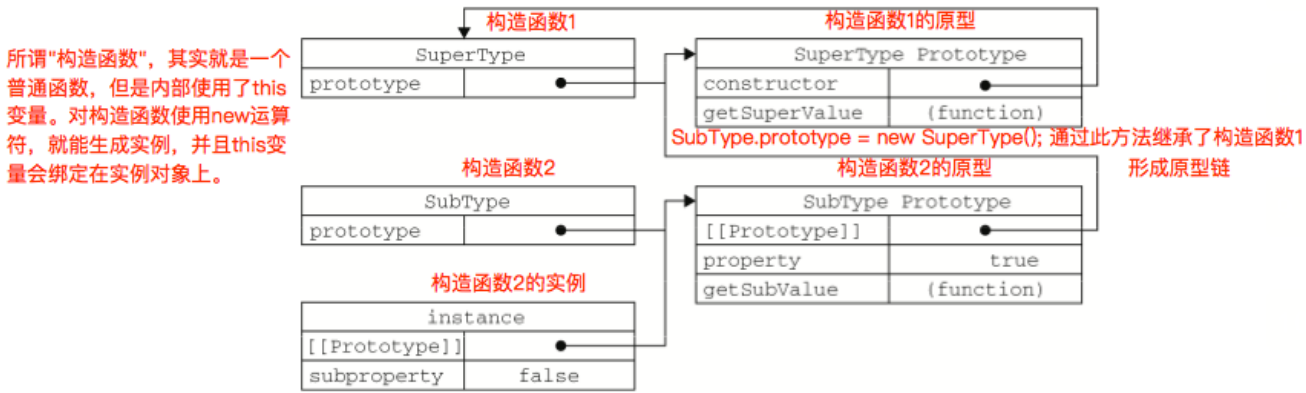 构造函数1
构造函数1的原型
所谓"构造函数"，其实就是一个
普通函数，但是内部使用了this
变量。对构造函数使用new运算
符，就能生成实例，并且this变
量会绑定在实例对象上。
SuperType
prototype
SuperType Prototype
constructor
getSuperValue (function)
SubType.prototype = new SuperType(); 通过此方法继承了构造函数1
形成原型链
构造函数2
构造函数2的原型
SubType
prototype
SubType Prototype
[[Prototype]]
property true
getSubValue (function)
构造函数2的实例
instance
[[Prototype]]
subproperty false